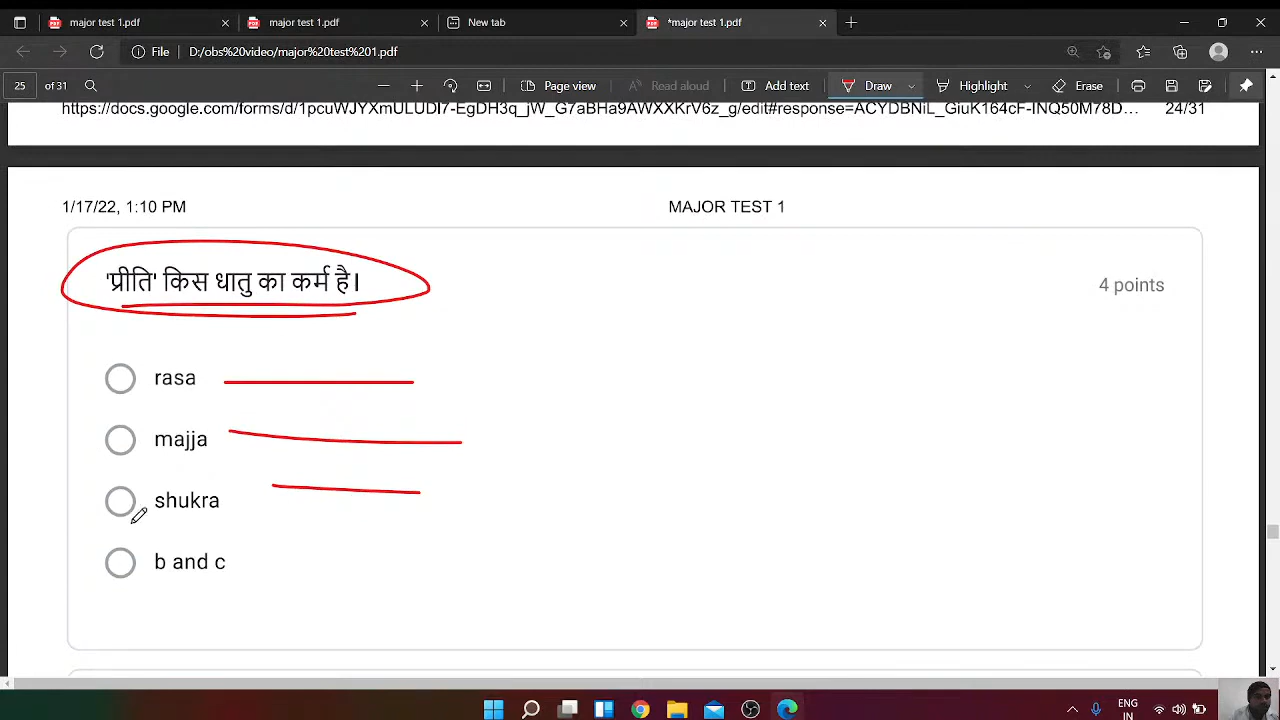 major test 1.pdf
major test 1.pdf
New tab
*major test 1.pdf
File
D:/obs%20video/major%20test%201.pdf
25 of 31
Page view
Read aloud
Add text
Draw
Highlight
Erase
24/31
1/17/22, 1:10 PM
MAJOR TEST 1
'प्रीति' किस धातु का कर्म है।
4 points
rasa
majja
shukra
b and c
ENG
IN